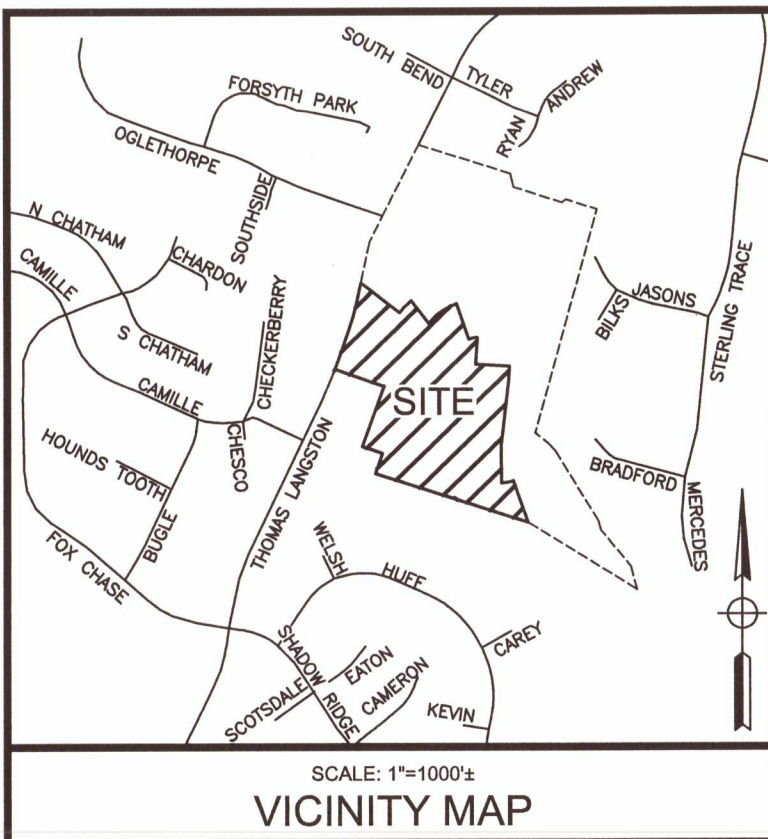 SOUTH BEND
TYLER
ANDREW
RYAN
FORSYTH PARK
OGLETHORPE
SOUTHSIDE
N CHATHAM
CAMILLE
CHARDON
S CHATHAM
CHECKERBERRY
CAMILLE
CHESCO
HOUNDS TOOTH
BUGLE
FOX CHASE
THOMAS LANGSTON
SITE
JASONS
BILKS
STERLING TRACE
BRADFORD
MERCEDES
WELSH
HUFF
CAREY
SHADOW RIDGE
EATON
CAMERON
SCOTSDALE
KEVIN
SCALE: 1"=1000'±
VICINITY MAP